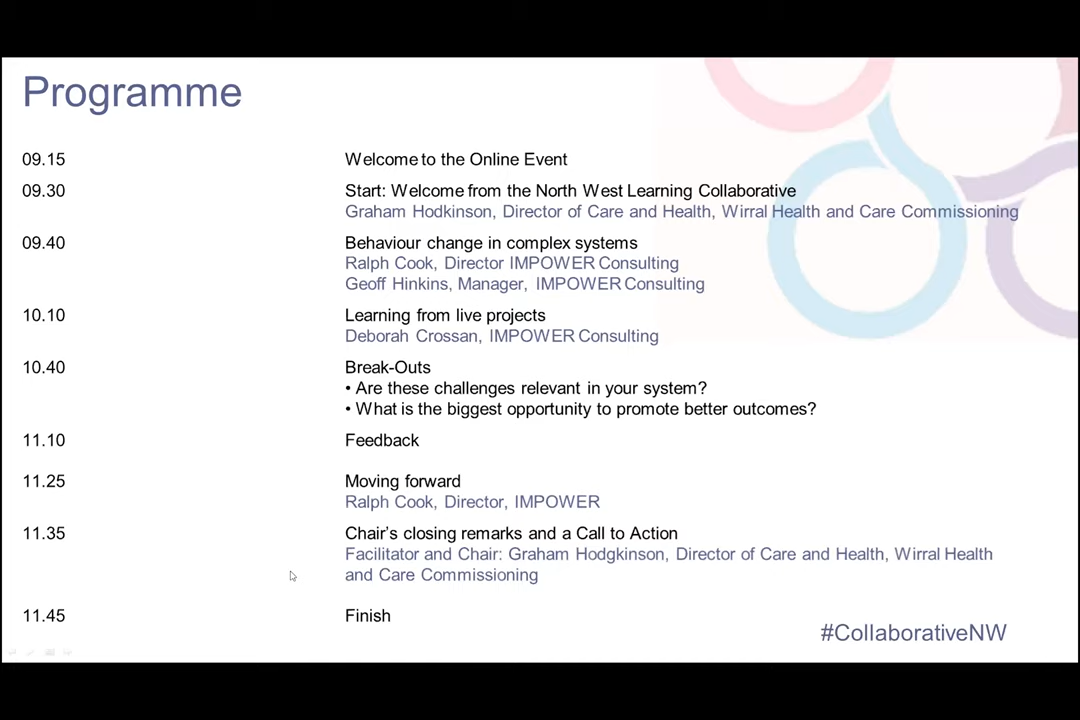 Programme
09.15 Welcome to the Online Event
09.30 Start: Welcome from the North West Learning Collaborative
Graham Hodkinson, Director of Care and Health, Wirral Health and Care Commissioning
09.40 Behaviour change in complex systems
Ralph Cook, Director IMPOWER Consulting
Geoff Hinkins, Manager, IMPOWER Consulting
10.10 Learning from live projects
Deborah Crossan, IMPOWER Consulting
10.40 Break-Outs
• Are these challenges relevant in your system?
• What is the biggest opportunity to promote better outcomes?
11.10 Feedback
11.25 Moving forward
Ralph Cook, Director, IMPOWER
11.35 Chair's closing remarks and a Call to Action
Facilitator and Chair: Graham Hodgkinson, Director of Care and Health, Wirral Health
and Care Commissioning
11.45 Finish
#CollaborativeNW